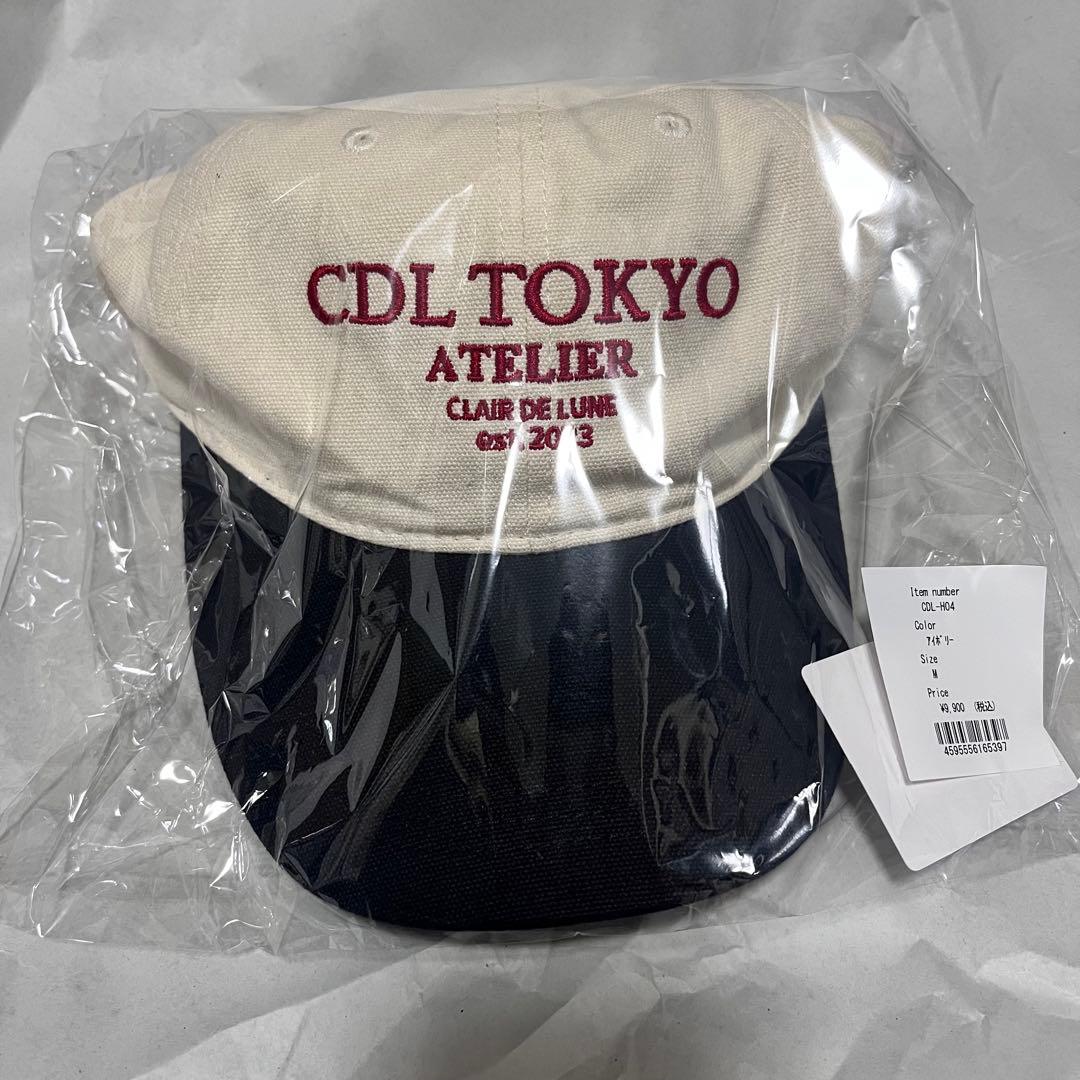 CDL TOKYO
ATELIER
CLAIR DE LUNE
est. 2023
Item number
CDL-H04
Color
ｱｲﾎﾞﾘｰ
Size
M
Price
¥9,900 (税込)
4595556165397